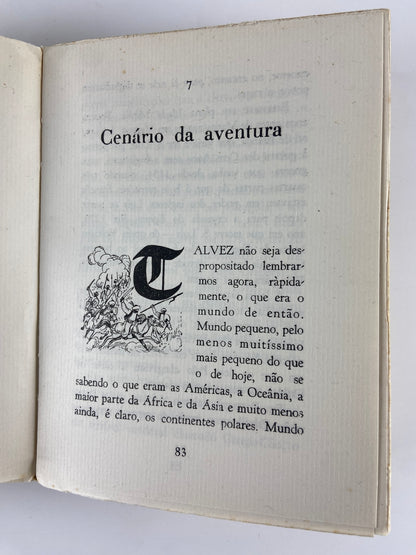 7
Cenário da aventura
TALVEZ não seja des-
propositado lembrar-
mos agora, ràpida-
mente, o que era o
mundo de então.
Mundo pequeno, pelo
menos muitíssimo
mais pequeno do que
o de hoje, não se
sabendo o que eram as Américas, a Oceânia, a
maior parte da África e da Ásia e muito menos
ainda, é claro, os continentes polares. Mundo
83